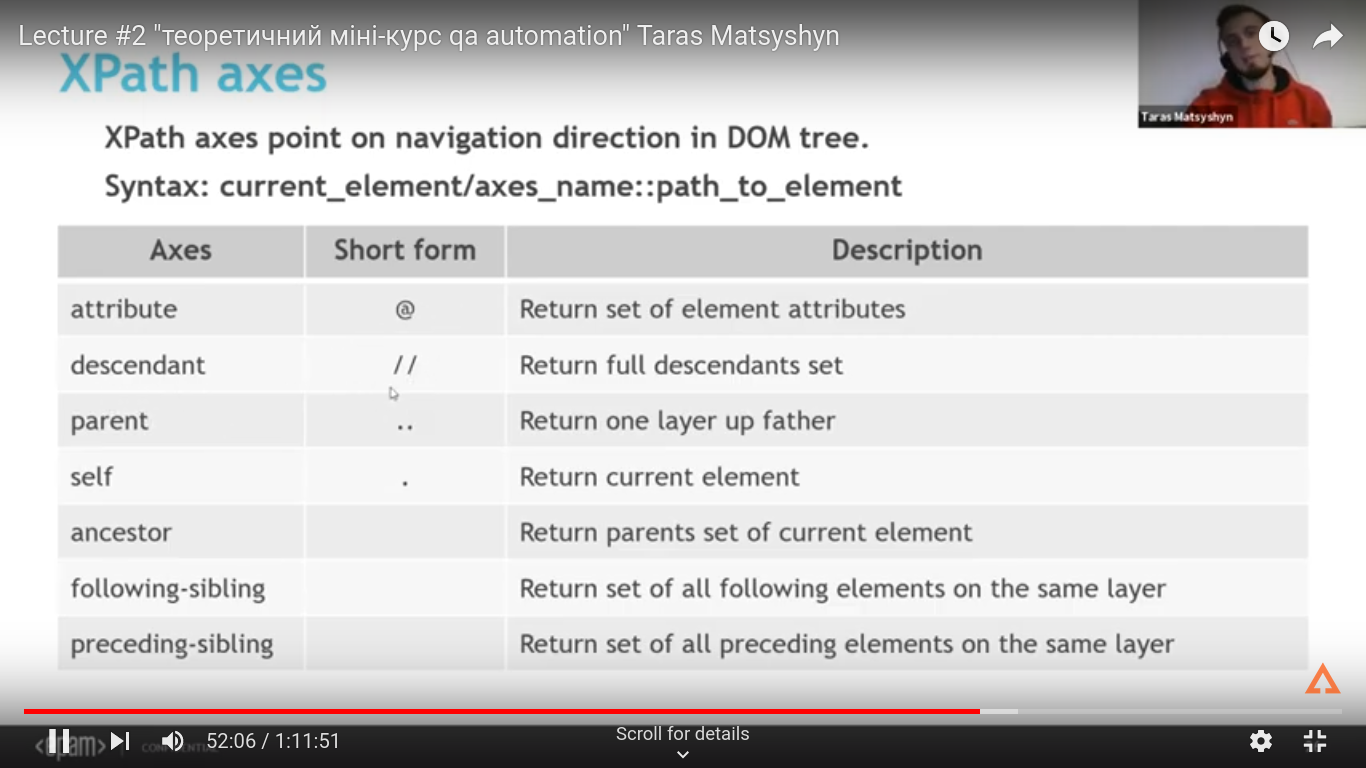 Lecture #2 "теоретичний міні-курс qa automation" Taras Matsyshyn
XPath axes
Taras Matsyshyn
XPath axes point on navigation direction in DOM tree.
Syntax: current_element/axes_name::path_to_element
Axes Short form Description
attribute @ Return set of element attributes
descendant // Return full descendants set
parent .. Return one layer up father
self . Return current element
ancestor Return parents set of current element
following-sibling Return set of all following elements on the same layer
preceding-sibling Return set of all preceding elements on the same layer
52:06 / 1:11:51
Scroll for details
<epam> CONFIDENTIAL